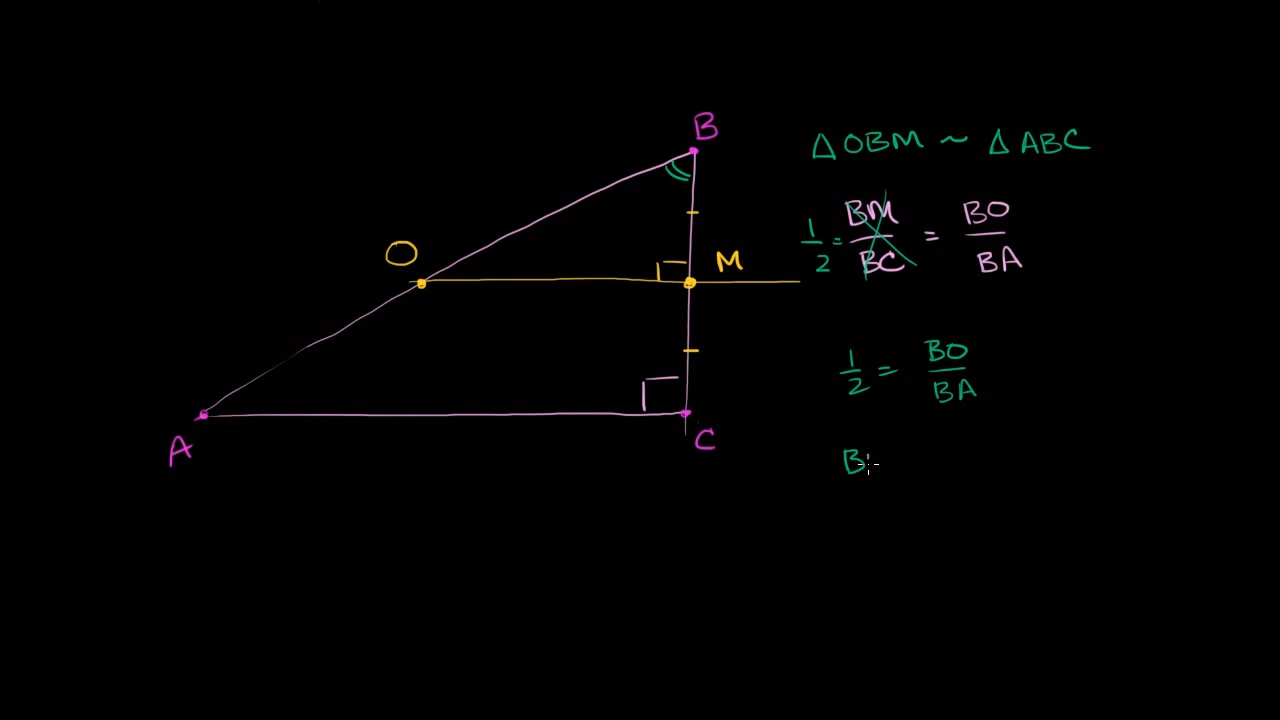 B
△OBM ~ △ABC
1/2 = BM/BC = BO/BA
O
M
1/2 = BO/BA
A
C
B